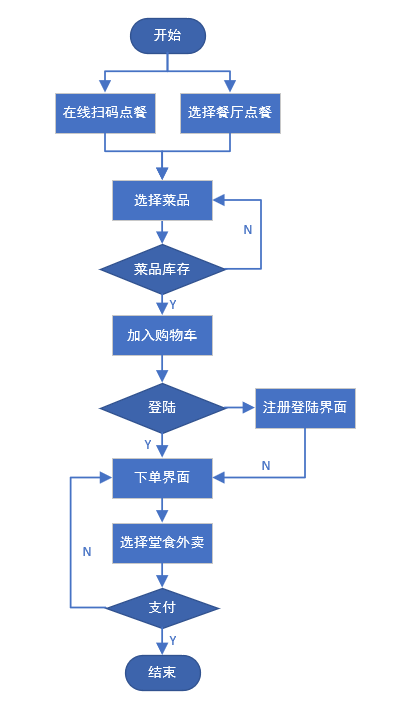 开始
在线扫码点餐
选择餐厅点餐
选择菜品
N
菜品库存
Y
加入购物车
登陆
注册登陆界面
Y
N
下单界面
选择堂食外卖
N
支付
Y
结束